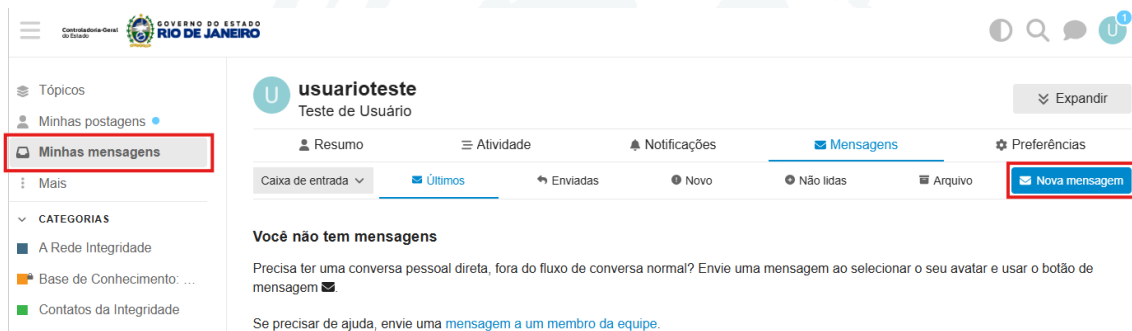 Controladoria-Geral
do Estado
GOVERNO DO ESTADO
RIO DE JANEIRO
U
1
Tópicos
Minhas postagens
Minhas mensagens
Mais
CATEGORIAS
A Rede Integridade
Base de Conhecimento: ...
Contatos da Integridade
U
usuarioteste
Teste de Usuário
Expandir
Resumo
Atividade
Notificações
Mensagens
Preferências
Caixa de entrada
Últimos
Enviadas
Novo
Não lidas
Arquivo
Nova mensagem
Você não tem mensagens
Precisa ter uma conversa pessoal direta, fora do fluxo de conversa normal? Envie uma mensagem ao selecionar o seu avatar e usar o botão de
mensagem .
Se precisar de ajuda, envie uma mensagem a um membro da equipe.